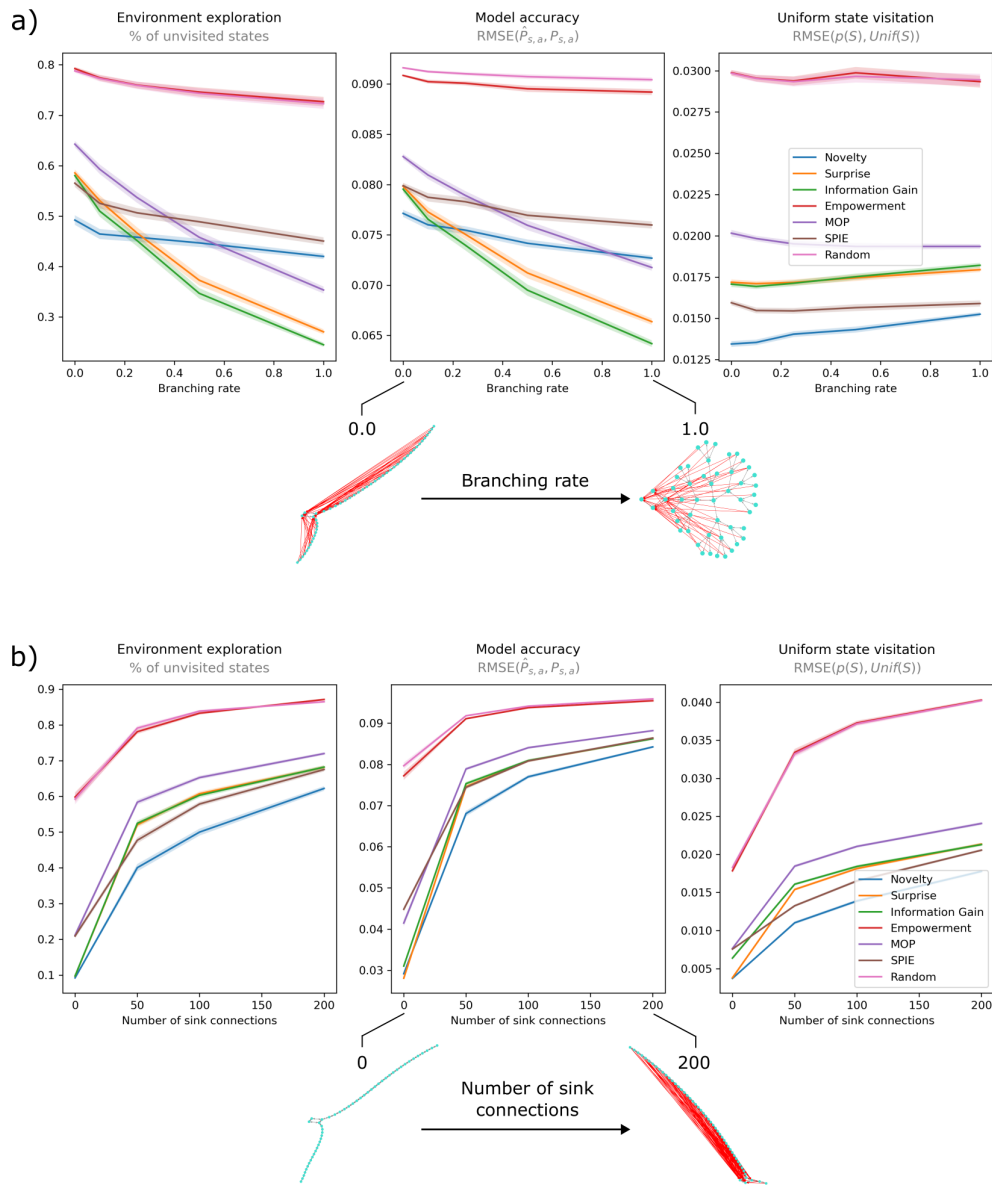 a)
Environment exploration
% of unvisited states
0.8
0.7
0.6
0.5
0.4
0.3
0.0 0.2 0.4 0.6 0.8 1.0
Branching rate
Model accuracy
RMSE(P̂s,a, Ps,a)
0.090
0.085
0.080
0.075
0.070
0.065
0.0 0.2 0.4 0.6 0.8 1.0
Branching rate
Uniform state visitation
RMSE(p(S), Unif(S))
0.0300
0.0275
0.0250
0.0225
0.0200
0.0175
0.0150
0.0125
Novelty
Surprise
Information Gain
Empowerment
MOP
SPIE
Random
0.0 0.2 0.4 0.6 0.8 1.0
Branching rate
0.0
1.0
Branching rate
b)
Environment exploration
% of unvisited states
0.9
0.8
0.7
0.6
0.5
0.4
0.3
0.2
0.1
0 50 100 150 200
Number of sink connections
Model accuracy
RMSE(P̂s,a, Ps,a)
0.09
0.08
0.07
0.06
0.05
0.04
0.03
0 50 100 150 200
Number of sink connections
Uniform state visitation
RMSE(p(S), Unif(S))
0.040
0.035
0.030
0.025
0.020
0.015
0.010
0.005
Novelty
Surprise
Information Gain
Empowerment
MOP
SPIE
Random
0 50 100 150 200
Number of sink connections
0
200
Number of sink
connections